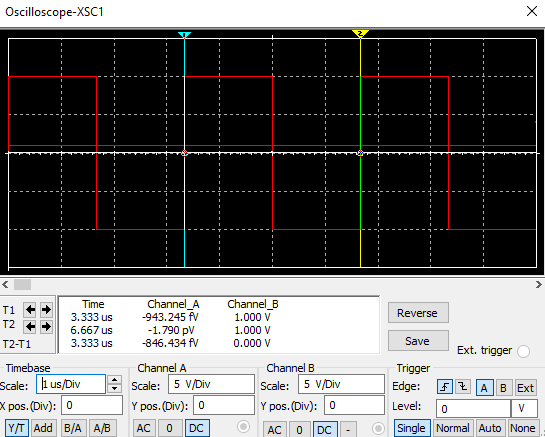 Oscilloscope-XSC1
1 2
Time Channel_A Channel_B
T1 3.333 us -943.245 fV 1.000 V
T2 6.667 us -1.790 pV 1.000 V
T2-T1 3.333 us -846.434 fV 0.000 V
Reverse
Save
Ext. trigger
Timebase Channel A Channel B Trigger
Scale: 1 us/Div Scale: 5 V/Div Scale: 5 V/Div Edge: A B Ext
X pos.(Div): 0 Y pos.(Div): 0 Y pos.(Div): 0 Level: 0 V
Y/T Add B/A A/B AC 0 DC AC 0 DC - Single Normal Auto None